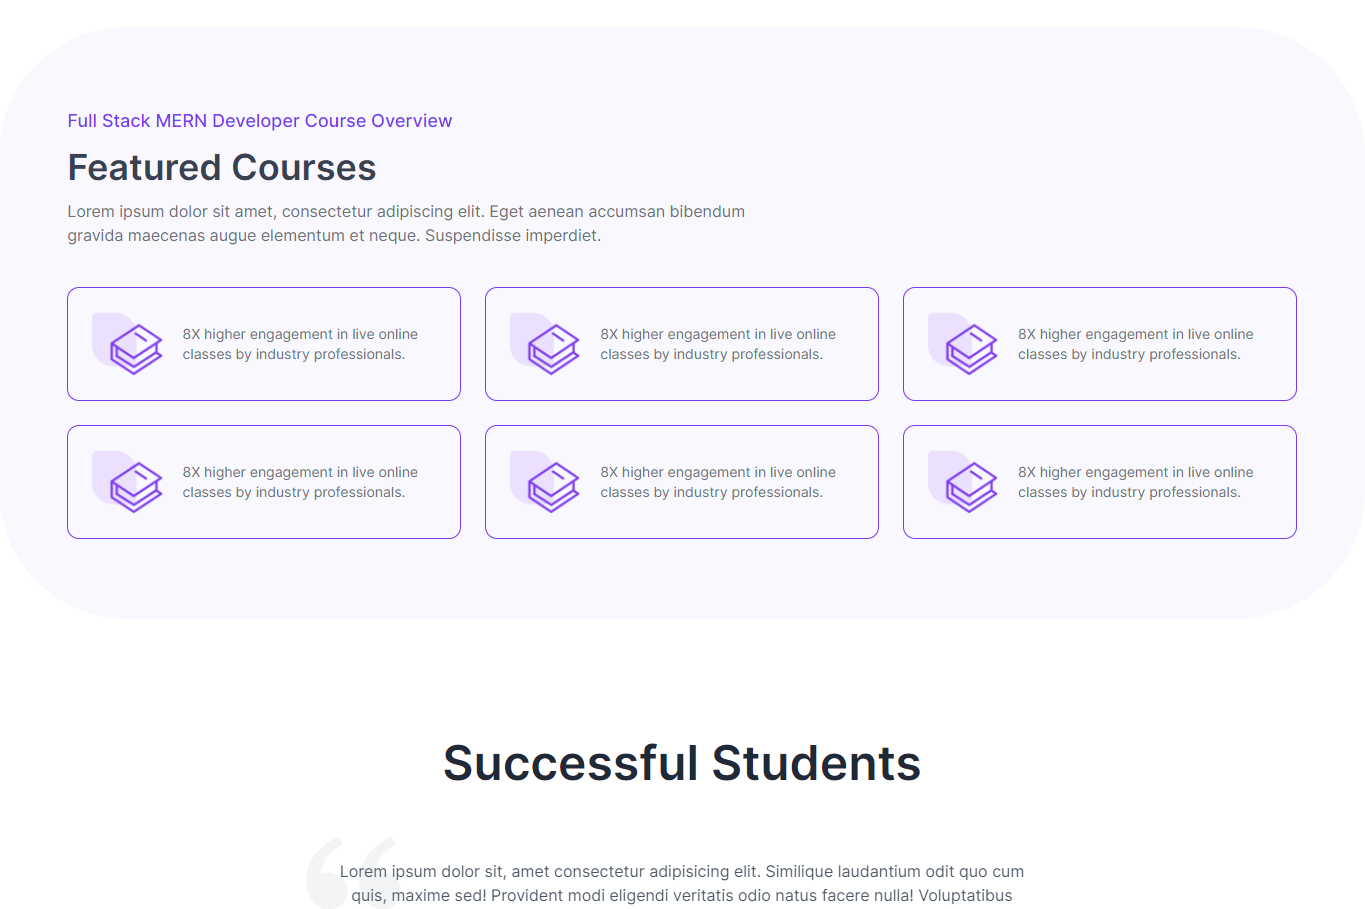 Full Stack MERN Developer Course Overview
Featured Courses
Lorem ipsum dolor sit amet, consectetur adipiscing elit. Eget aenean accumsan bibendum
gravida maecenas augue elementum et neque. Suspendisse imperdiet.
8X higher engagement in live online
classes by industry professionals.
8X higher engagement in live online
classes by industry professionals.
8X higher engagement in live online
classes by industry professionals.
8X higher engagement in live online
classes by industry professionals.
8X higher engagement in live online
classes by industry professionals.
8X higher engagement in live online
classes by industry professionals.
Successful Students
“
Lorem ipsum dolor sit, amet consectetur adipisicing elit. Similique laudantium odit quo cum
quis, maxime sed! Provident modi eligendi veritatis odio natus facere nulla! Voluptatibus